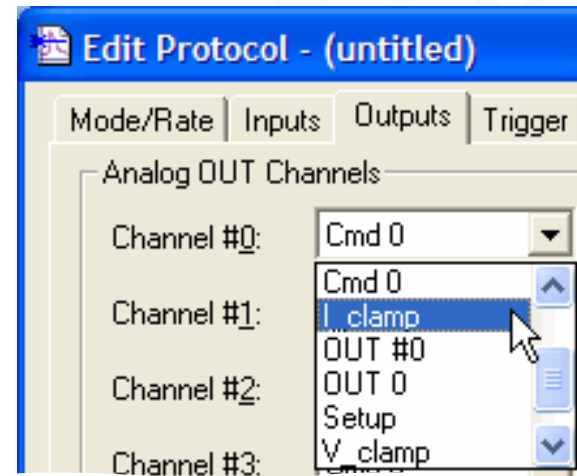 Edit Protocol - (untitled)
Mode/Rate Inputs Outputs Trigger
Analog OUT Channels
Channel #0: Cmd 0
Cmd 0
Channel #1: I_clamp
OUT #0
Channel #2: OUT 0
Setup
Channel #3: V_clamp